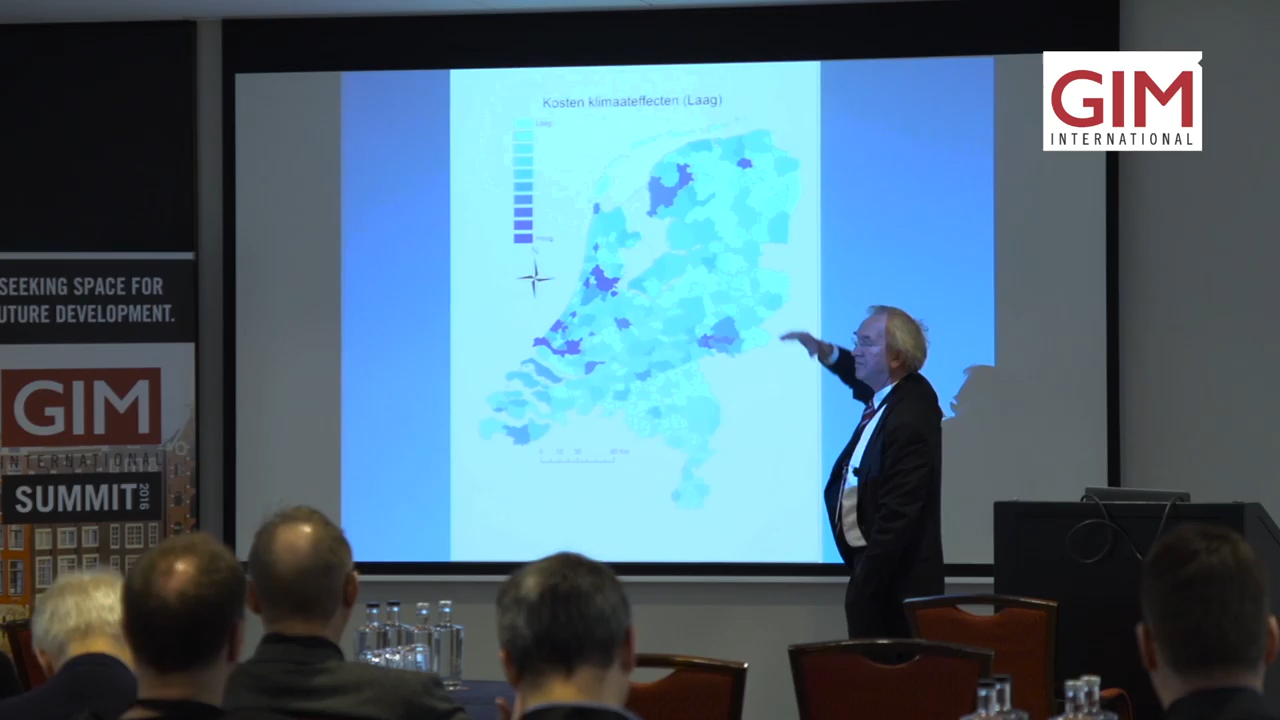 Kosten klimaateffecten (Laag)
Laag
Hoog
GIM
INTERNATIONAL
SEEKING SPACE FOR
UTURE DEVELOPMENT.
GIM
INTERNATIONAL
SUMMIT 2016